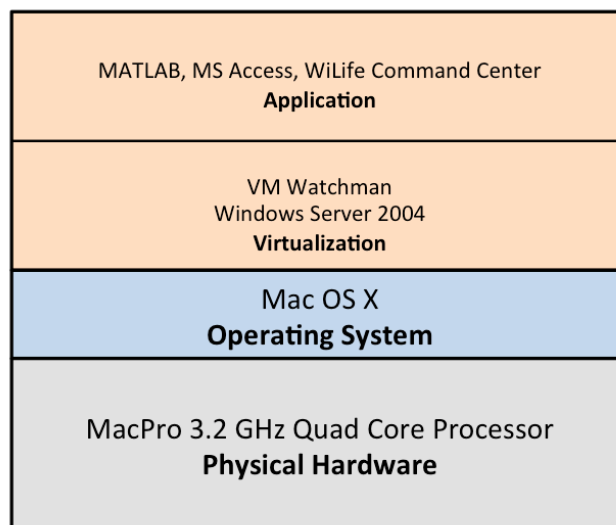 MATLAB, MS Access, WiLife Command Center
Application
VM Watchman
Windows Server 2004
Virtualization
Mac OS X
Operating System
MacPro 3.2 GHz Quad Core Processor
Physical Hardware